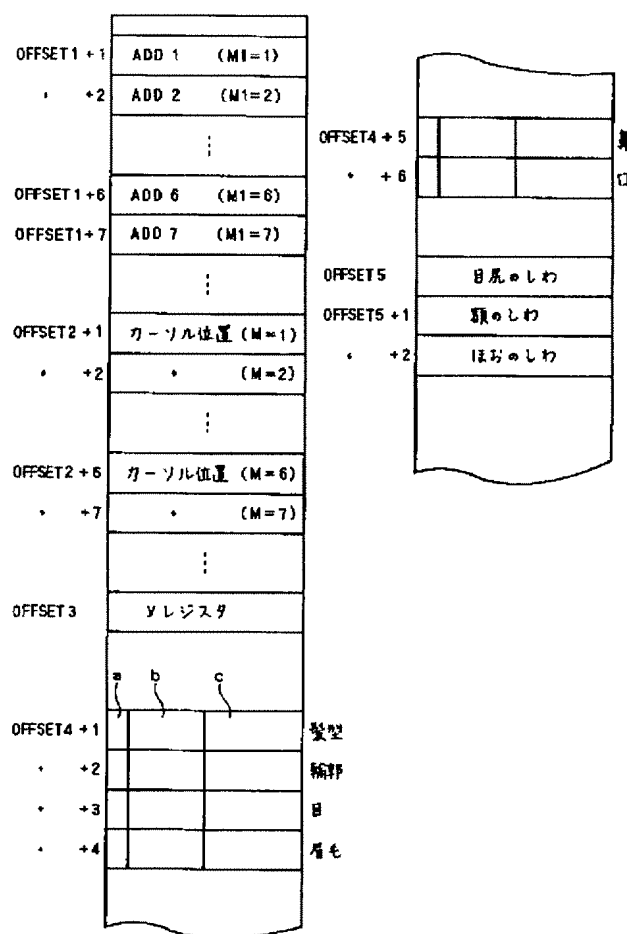 OFFSET1 +1 ADD 1 (M1=1)
〃 +2 ADD 2 (M1=2)
OFFSET1+6 ADD 6 (M1=6)
OFFSET1+7 ADD 7 (M1=7)
OFFSET2 +1 カーソル位置 (M=1)
〃 +2 〃 (M=2)
OFFSET2 +6 カーソル位置 (M=6)
〃 +7 〃 (M=7)
OFFSET3 yレジスタ
a b c
OFFSET4 +1 髪型
〃 +2 輪郭
〃 +3 目
〃 +4 眉毛
OFFSET4 +5
〃 +6
OFFSET5 目尻のしわ
OFFSET5 +1 額のしわ
〃 +2 ほおのしわ